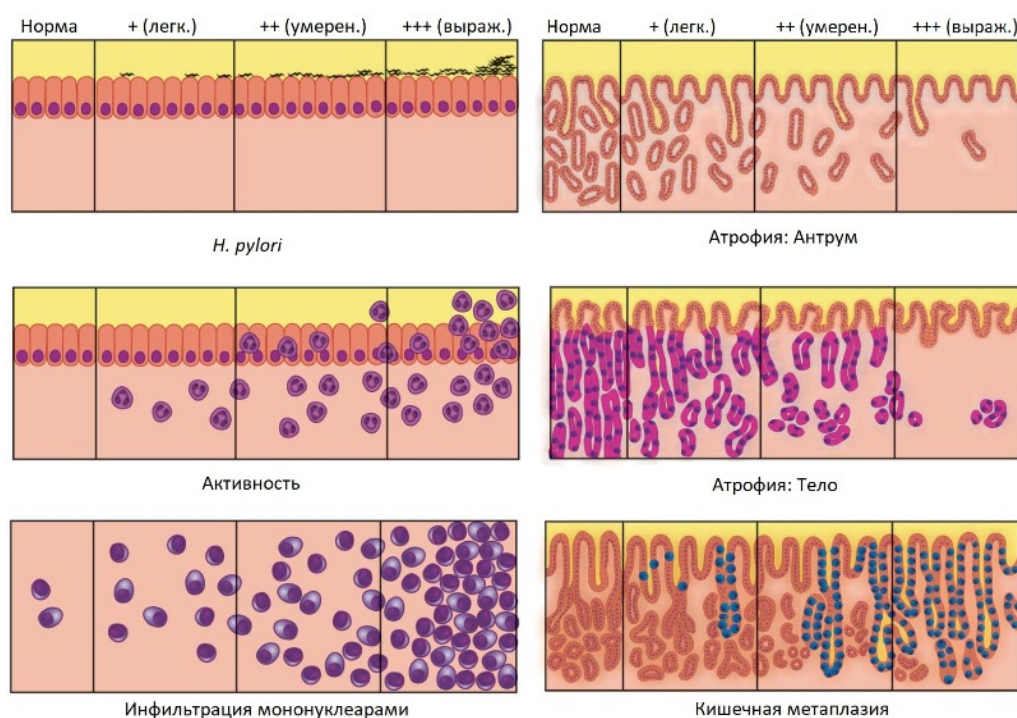 Норма + (легк.) ++ (умерен.) +++ (выраж.)
Норма + (легк.) ++ (умерен.) +++ (выраж.)
H. pylori
Атрофия: Антрум
Активность
Атрофия: Тело
Инфильтрация мононуклеарами
Кишечная метаплазия